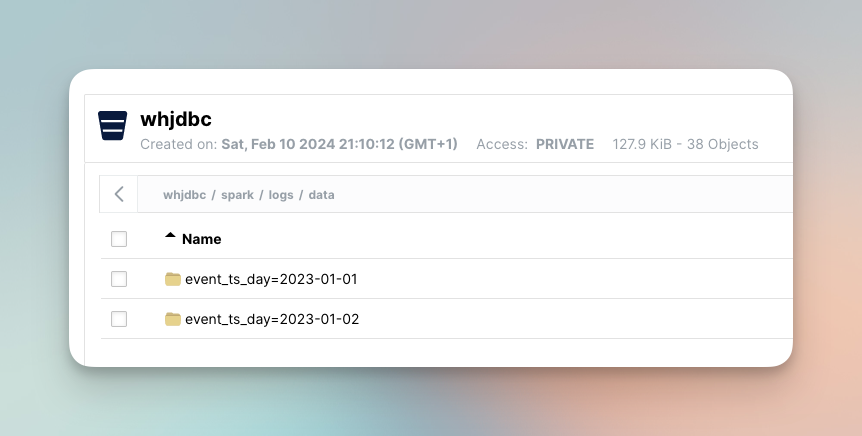 whjdbc
Created on: Sat, Feb 10 2024 21:10:12 (GMT+1) Access: PRIVATE 127.9 KiB - 38 Objects
whjdbc / spark / logs / data
Name
event_ts_day=2023-01-01
event_ts_day=2023-01-02